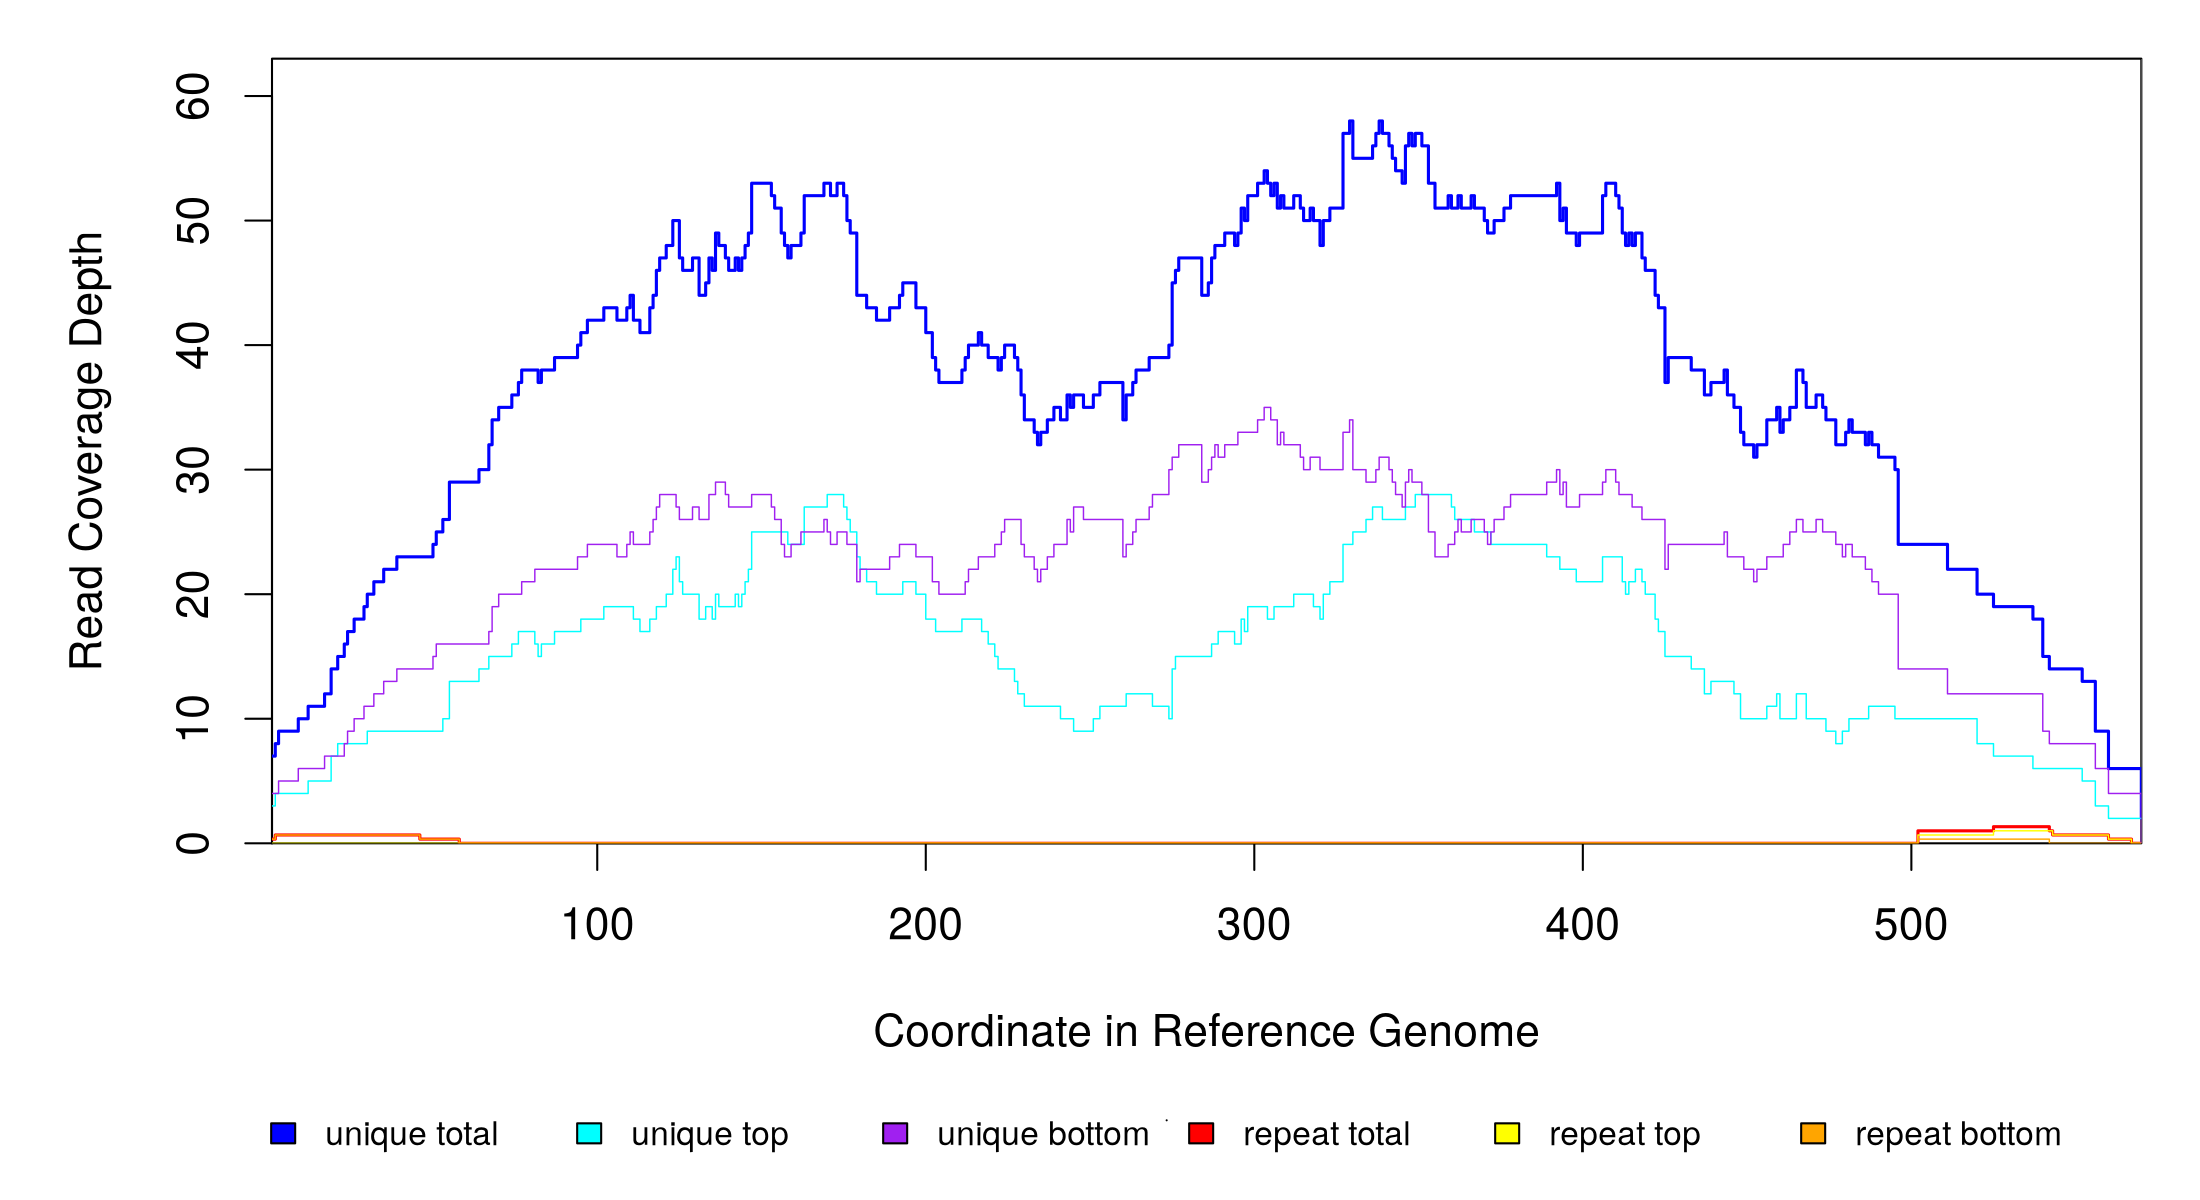 60
50
40
30
20
10
0
Read Coverage Depth
100 200 300 400 500
Coordinate in Reference Genome
unique total unique top unique bottom repeat total repeat top repeat bottom